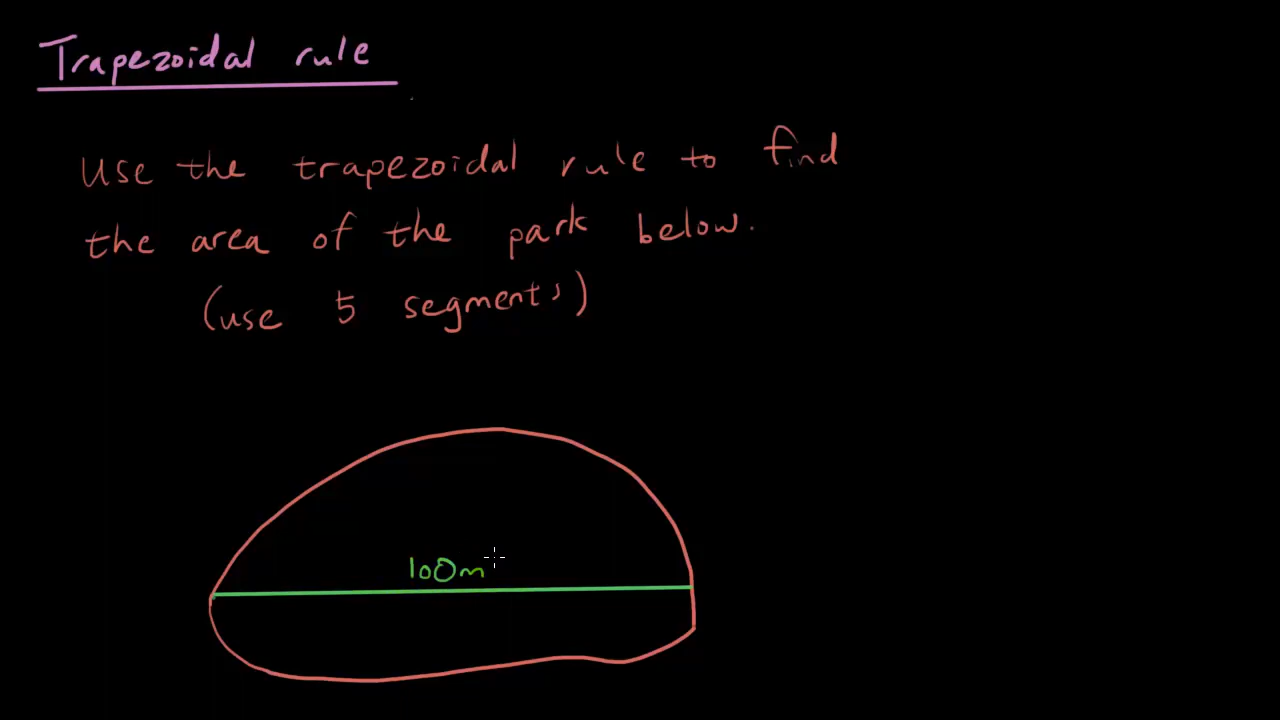 Trapezoidal rule
Use the trapezoidal rule to find
the area of the park below.
(use 5 segments)
100m